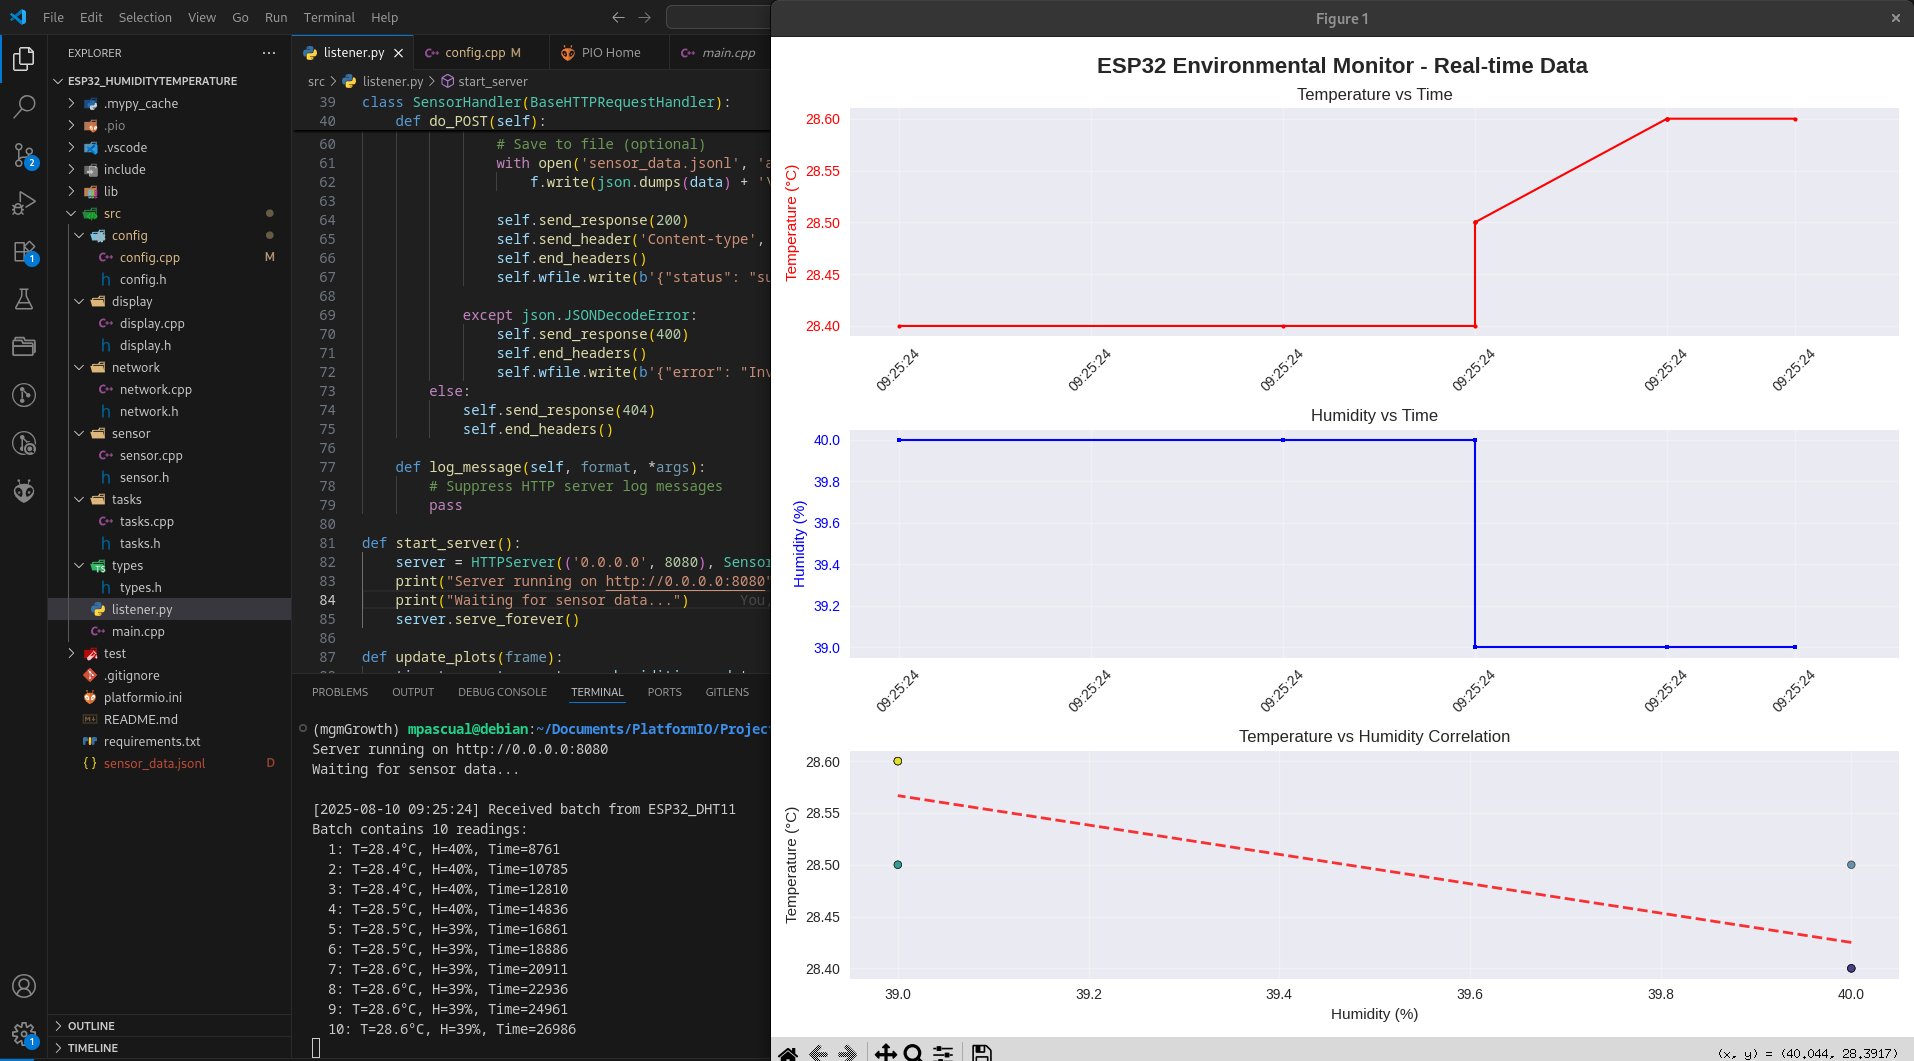 File Edit Selection View Go Run Terminal Help
EXPLORER
ESP32_HUMIDITYTEMPERATURE
.mypy_cache
.pio
.vscode
include
lib
src
config
config.cpp M
config.h
display
display.cpp
display.h
network
network.cpp
network.h
sensor
sensor.cpp
sensor.h
tasks
tasks.cpp
tasks.h
types
types.h
listener.py
main.cpp
test
.gitignore
platformio.ini
README.md
requirements.txt
sensor_data.jsonl D
OUTLINE
TIMELINE
2
1
1
listener.py config.cpp M PIO Home main.cpp
src > listener.py > start_server
39 class SensorHandler(BaseHTTPRequestHandler):
40 def do_POST(self):
60 # Save to file (optional)
61 with open('sensor_data.jsonl', 'a
62 f.write(json.dumps(data) + '\
63
64 self.send_response(200)
65 self.send_header('Content-type',
66 self.end_headers()
67 self.wfile.write(b'{"status": "su
68
69 except json.JSONDecodeError:
70 self.send_response(400)
71 self.end_headers()
72 self.wfile.write(b'{"error": "Inv
73 else:
74 self.send_response(404)
75 self.end_headers()
76
77 def log_message(self, format, *args):
78 # Suppress HTTP server log messages
79 pass
80
81 def start_server():
82 server = HTTPServer(('0.0.0.0', 8080), Sensor
83 print("Server running on http://0.0.0.0:8080"
84 print("Waiting for sensor data...") You,
85 server.serve_forever()
86
87 def update_plots(frame):
PROBLEMS OUTPUT DEBUG CONSOLE TERMINAL PORTS GITLENS
(mgmGrowth) mpascual@debian:~/Documents/PlatformIO/Projec
Server running on http://0.0.0.0:8080
Waiting for sensor data...
[2025-08-10 09:25:24] Received batch from ESP32_DHT11
Batch contains 10 readings:
1: T=28.4°C, H=40%, Time=8761
2: T=28.4°C, H=40%, Time=10785
3: T=28.4°C, H=40%, Time=12810
4: T=28.5°C, H=40%, Time=14836
5: T=28.5°C, H=39%, Time=16861
6: T=28.5°C, H=39%, Time=18886
7: T=28.6°C, H=39%, Time=20911
8: T=28.6°C, H=39%, Time=22936
9: T=28.6°C, H=39%, Time=24961
10: T=28.6°C, H=39%, Time=26986
Figure 1
ESP32 Environmental Monitor - Real-time Data
Temperature vs Time
Temperature (°C)
28.60
28.55
28.50
28.45
28.40
09:25:24 09:25:24 09:25:24 09:25:24 09:25:24 09:25:24
Humidity vs Time
Humidity (%)
40.0
39.8
39.6
39.4
39.2
39.0
09:25:24 09:25:24 09:25:24 09:25:24 09:25:24 09:25:24
Temperature vs Humidity Correlation
Temperature (°C)
28.60
28.55
28.50
28.45
28.40
39.0 39.2 39.4 39.6 39.8 40.0
Humidity (%)
(x, y) = (40.044, 28.3917)